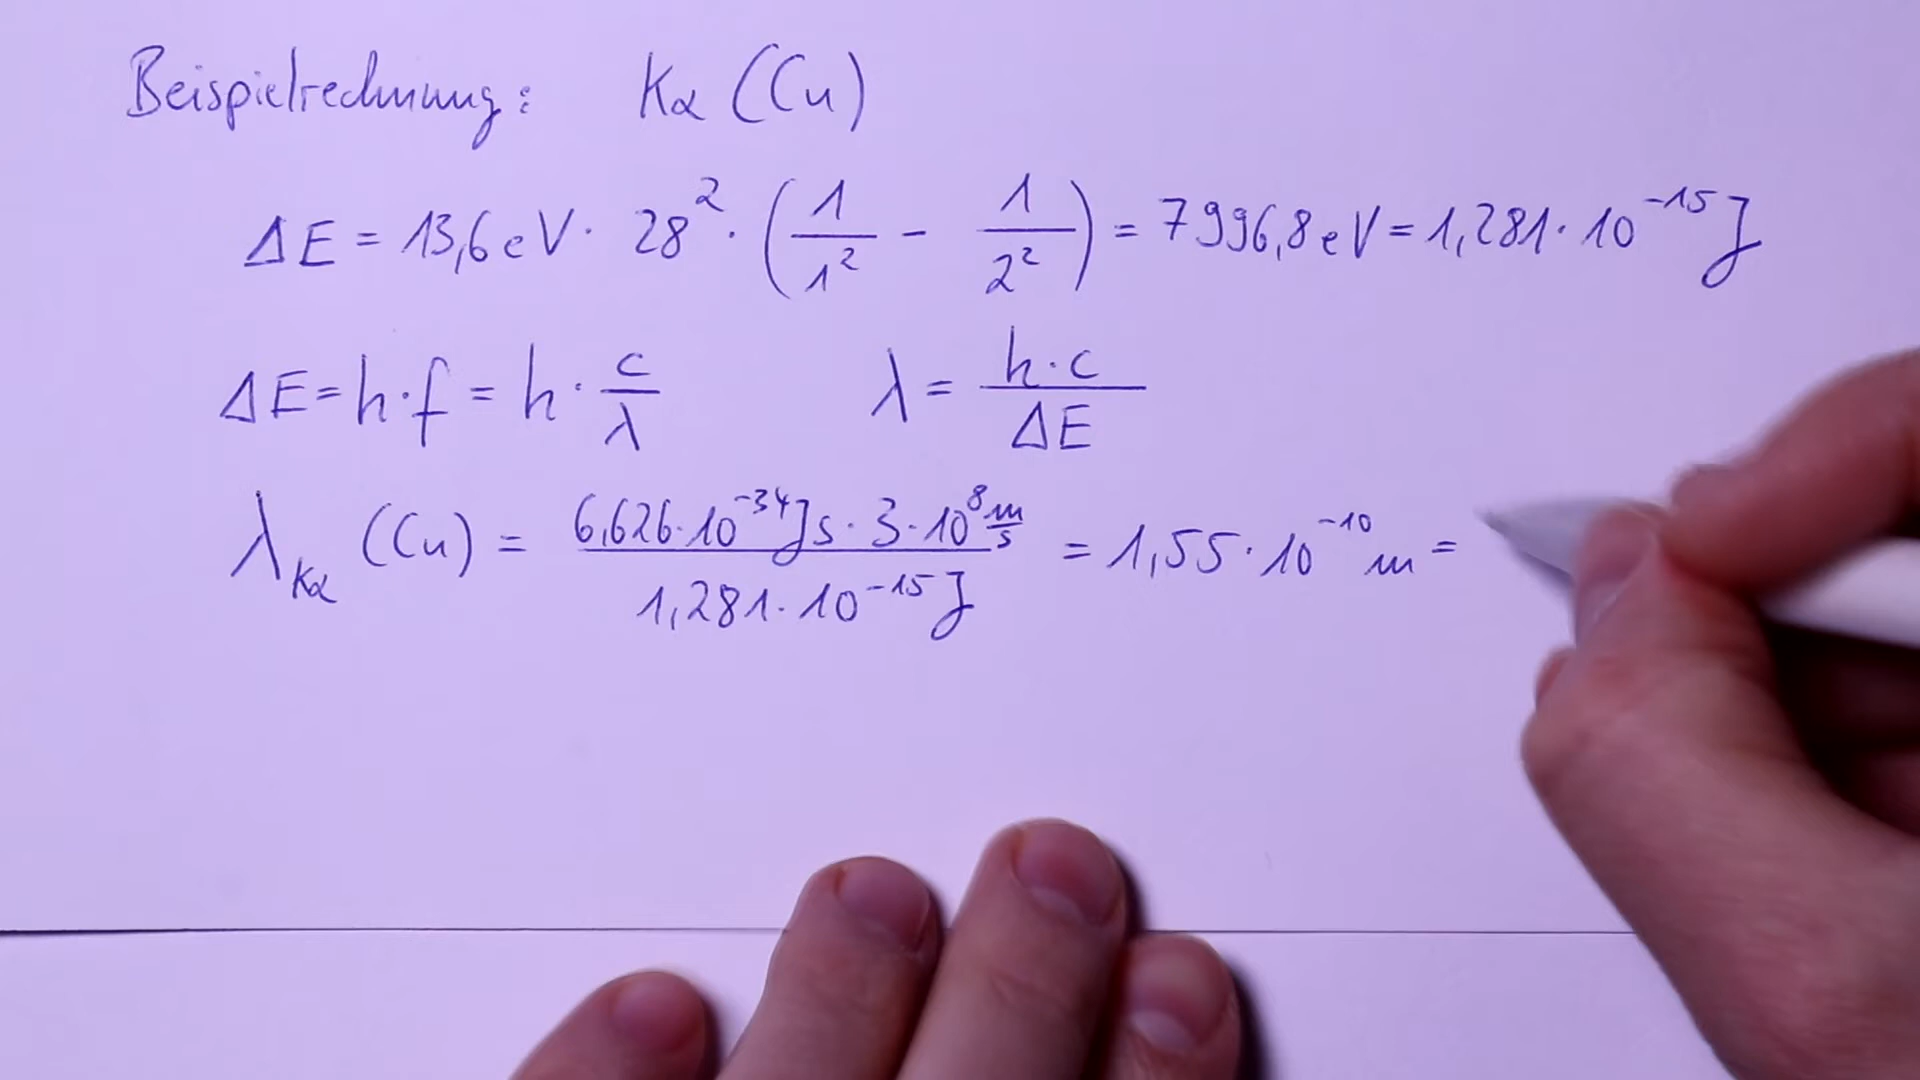 Beispielrechnung: Kα (Cu)
ΔE = 13,6 eV · 28² · (1/1² - 1/2²) = 7996,8 eV = 1,281 · 10⁻¹⁵ J
ΔE = h · f = h · c/λ λ = h · c/ΔE
λ_Kα (Cu) = 6,626 · 10⁻³⁴ Js · 3 · 10⁸ m/s / 1,281 · 10⁻¹⁵ J = 1,55 · 10⁻¹⁰ m =